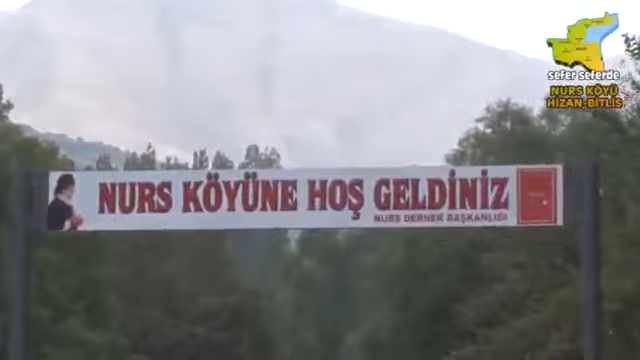 sefer seferde
NURS KÖYÜ
HİZAN-BİTLİS
NURS KÖYÜNE HOŞ GELDİNİZ
NURS DERNEK BAŞKANLIĞI